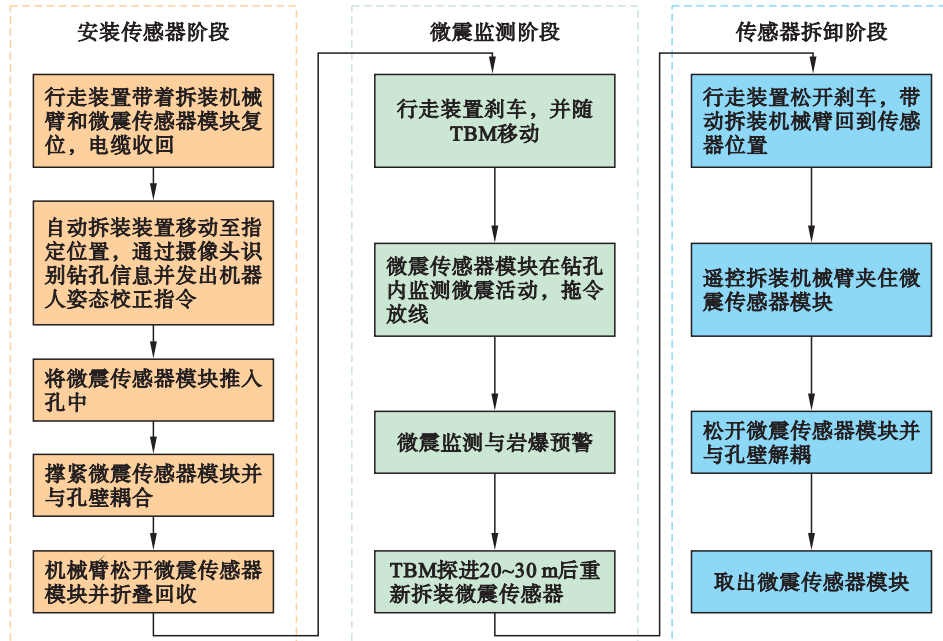 安装传感器阶段
行走装置带着拆装机械
臂和微震传感器模块复
位，电缆收回
自动拆装装置移动至指
定位置，通过摄像头识
别钻孔信息并发出机器
人姿态校正指令
将微震传感器模块推入
孔中
撑紧微震传感器模块并
与孔壁耦合
机械臂松开微震传感器
模块并折叠回收
微震监测阶段
行走装置刹车，并随
TBM移动
微震传感器模块在钻孔
内监测微震活动，拖令
放线
微震监测与岩爆预警
TBM探进20~30 m后重
新拆装微震传感器
传感器拆卸阶段
行走装置松开刹车，带
动拆装机械臂回到传感
器位置
遥控拆装机械臂夹住微
震传感器模块
松开微震传感器模块并
与孔壁解耦
取出微震传感器模块